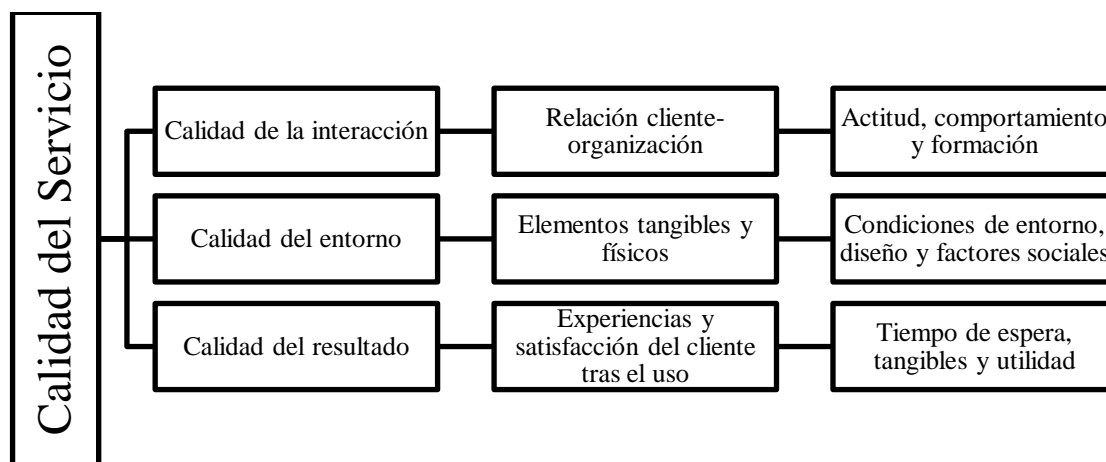 Calidad del Servicio
Calidad de la interacción
Relación cliente-
organización
Actitud, comportamiento
y formación
Calidad del entorno
Elementos tangibles y
físicos
Condiciones de entorno,
diseño y factores sociales
Calidad del resultado
Experiencias y
satisfacción del cliente
tras el uso
Tiempo de espera,
tangibles y utilidad